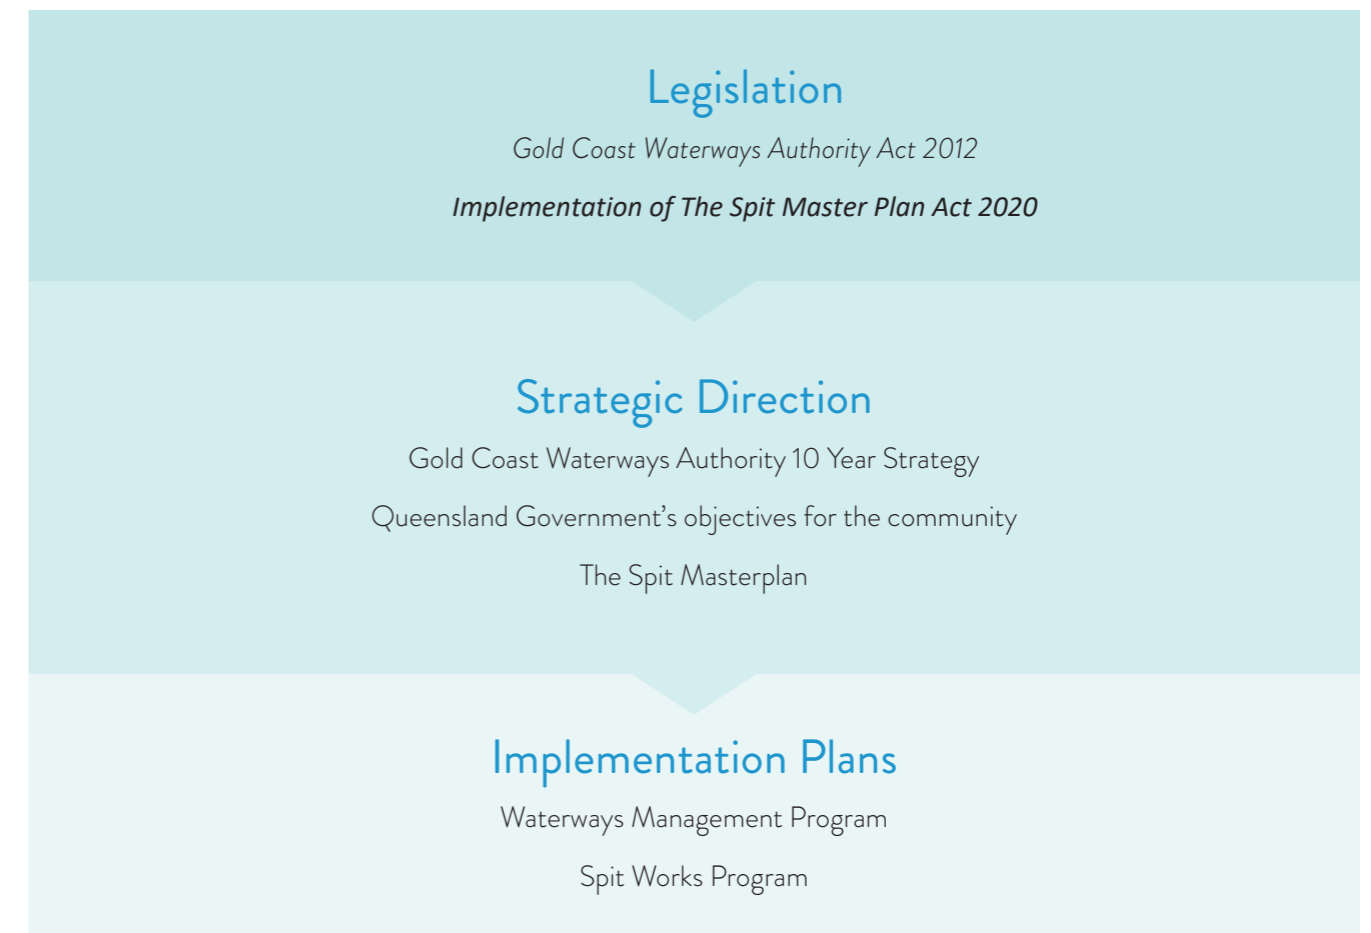 Legislation
Gold Coast Waterways Authority Act 2012
Implementation of The Spit Master Plan Act 2020
Strategic Direction
Gold Coast Waterways Authority 10 Year Strategy
Queensland Government’s objectives for the community
The Spit Masterplan
Implementation Plans
Waterways Management Program
Spit Works Program